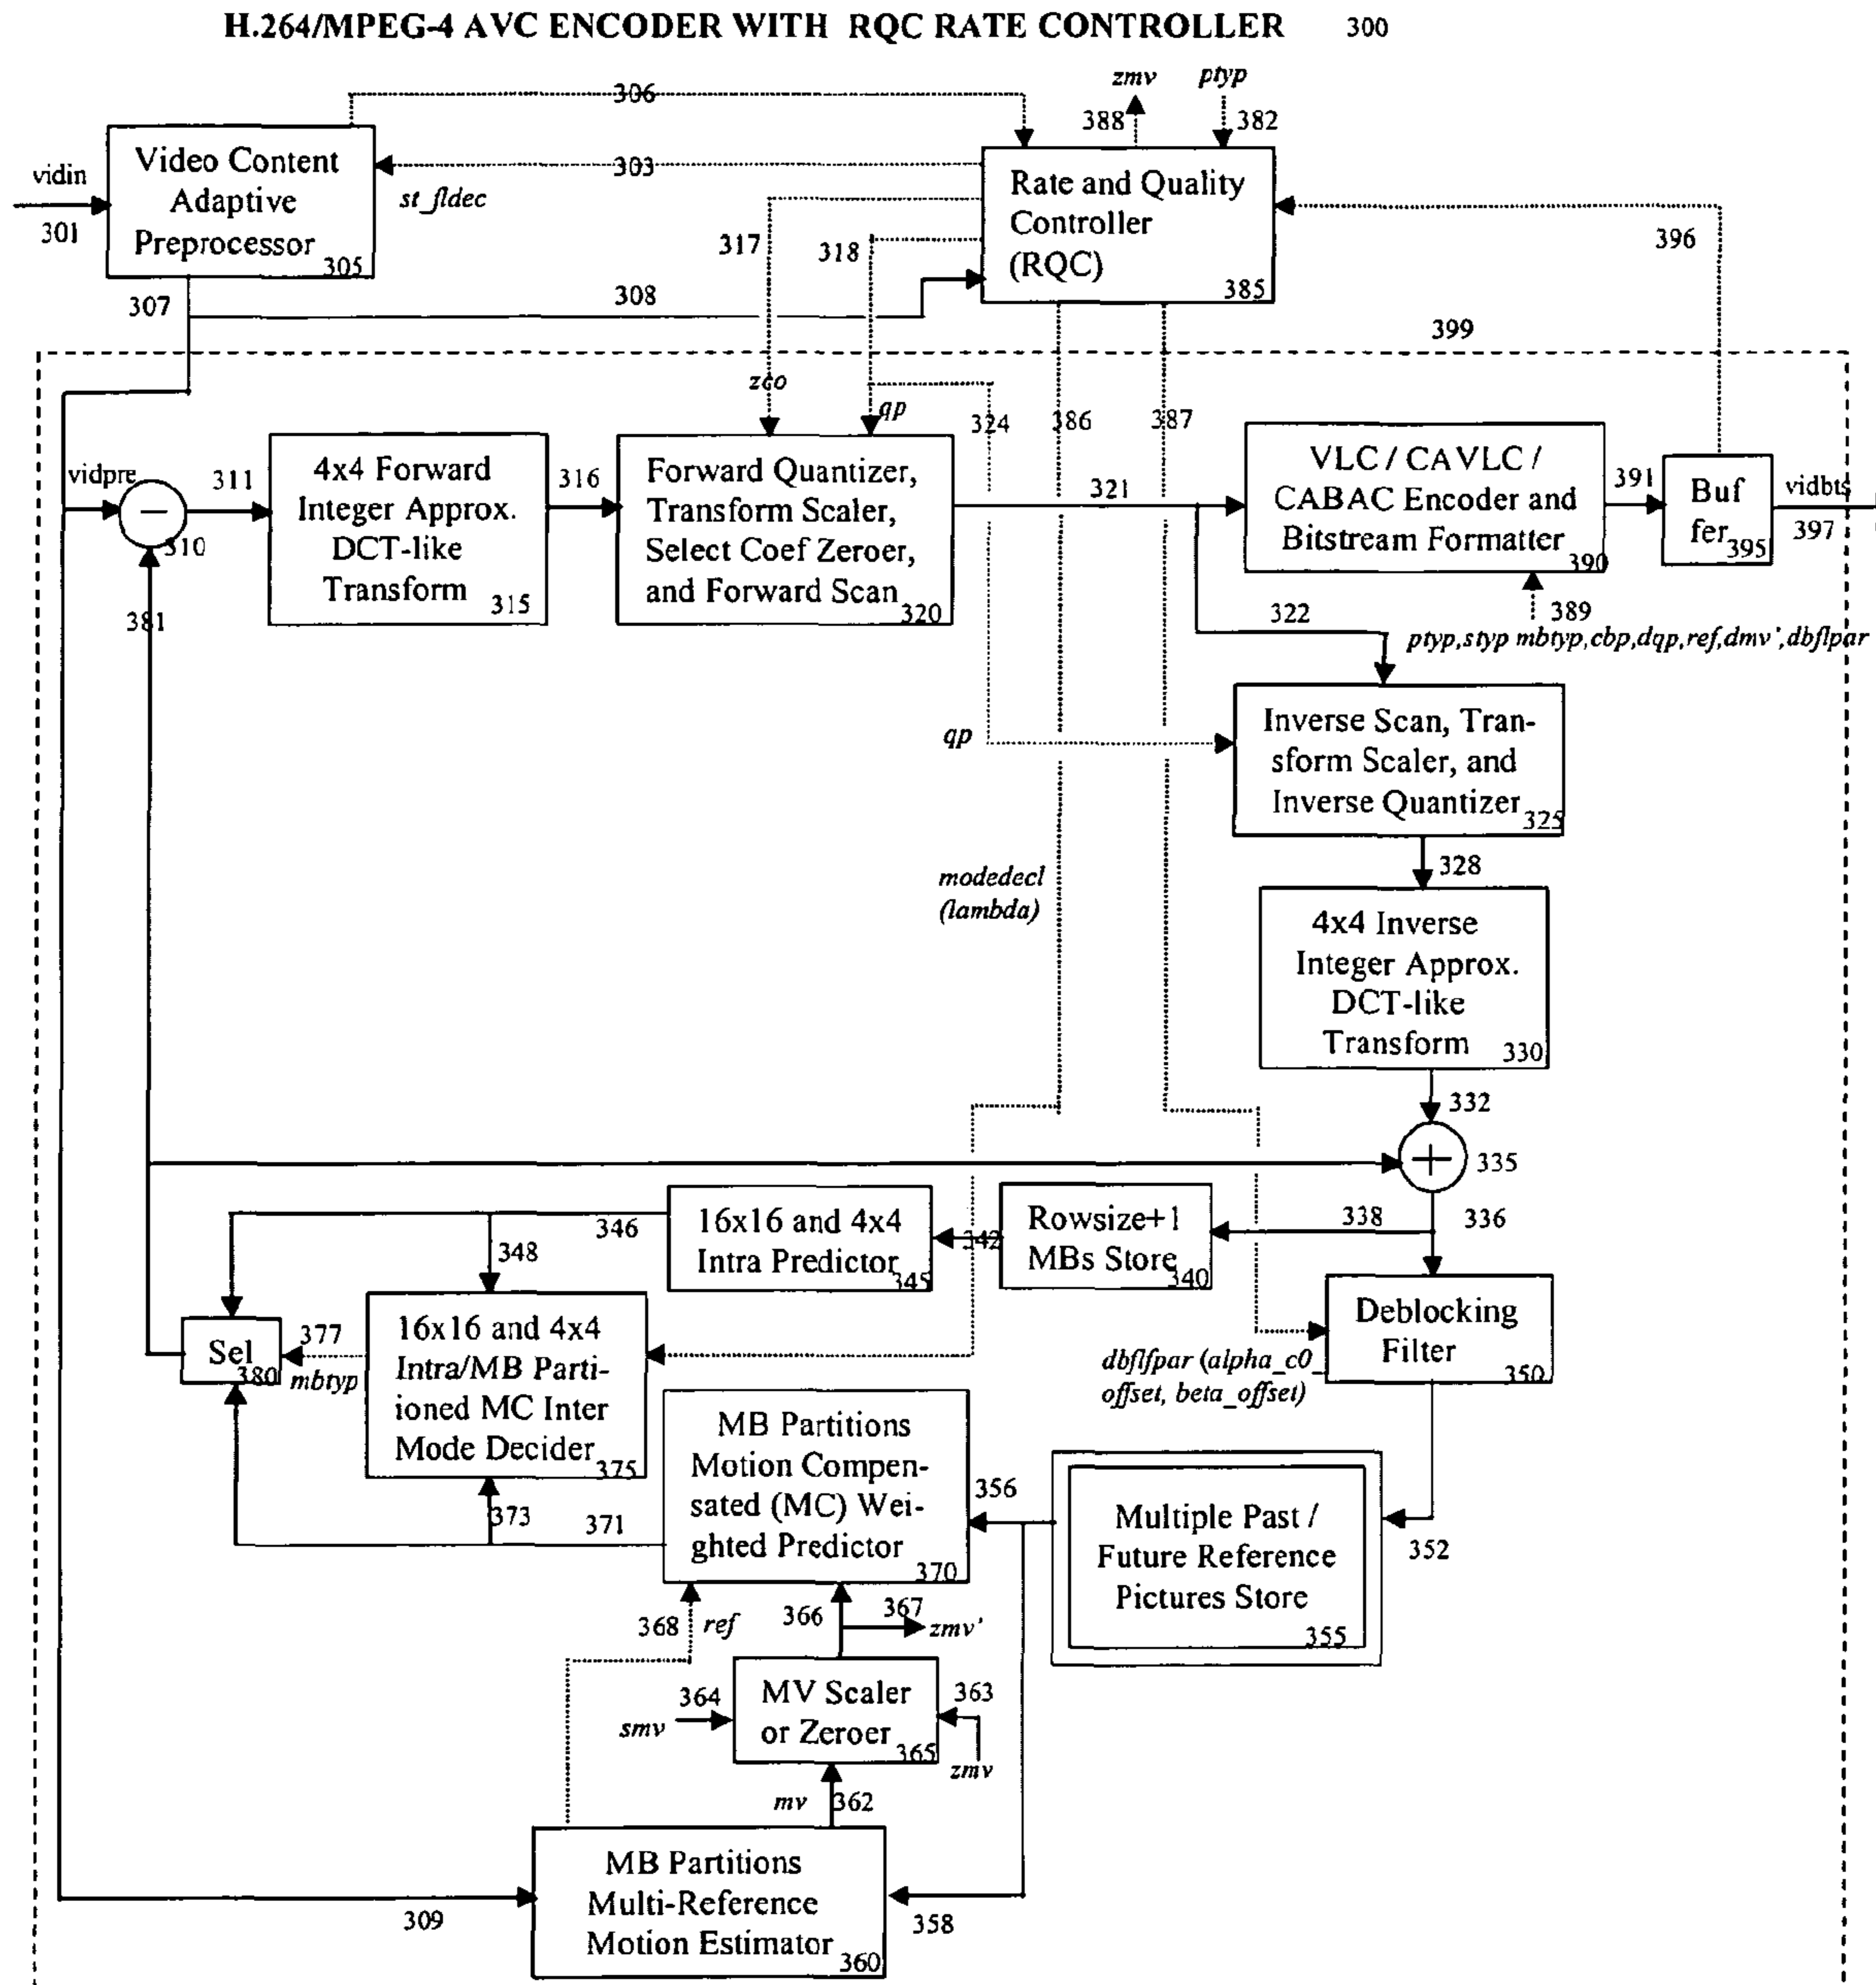 H.264/MPEG-4 AVC ENCODER WITH RQC RATE CONTROLLER 300
306
zmv
ptyp
388
382
vidin
301
Video Content
Adaptive
Preprocessor
305
303
st_fldec
Rate and Quality
Controller
(RQC)
385
317
318
396
307
308
399
zco
qp
324
386
387
vidpre
–
310
311
4x4 Forward
Integer Approx.
DCT-like
Transform
315
316
Forward Quantizer,
Transform Scaler,
Select Coef Zeroer,
and Forward Scan
320
321
VLC / CAVLC /
CABAC Encoder and
Bitstream Formatter
390
391
Buf
fer
395
vidbts
397
381
322
389
ptyp,styp mbtyp,cbp,dqp,ref,dmv',dbflpar
qp
Inverse Scan, Tran-
sform Scaler, and
Inverse Quantizer
325
328
modedecl
(lambda)
4x4 Inverse
Integer Approx.
DCT-like
Transform
330
332
+
335
346
348
16x16 and 4x4
Intra Predictor
345
342
Rowsize+1
MBs Store
340
338
336
Sel
380
377
mbtyp
16x16 and 4x4
Intra/MB Parti-
ioned MC Inter
Mode Decider
375
Deblocking
Filter
350
dbflfpar (alpha_c0_
offset, beta_offset)
MB Partitions
Motion Compen-
sated (MC) Wei-
ghted Predictor
370
373
371
356
Multiple Past /
Future Reference
Pictures Store
355
352
368
ref
366
367
zmv'
364
smv
MV Scaler
or Zeroer
365
363
zmv
mv
362
MB Partitions
Multi-Reference
Motion Estimator
360
309
358